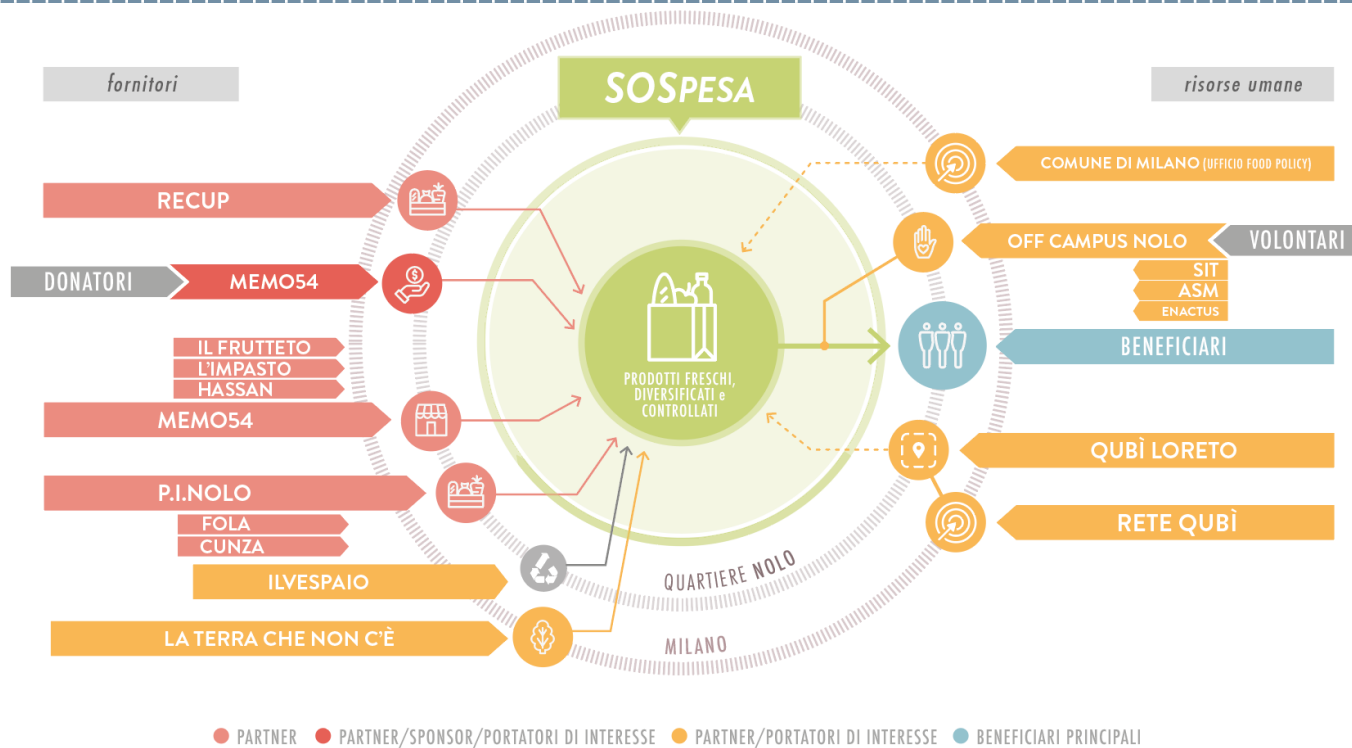 fornitori
SOSPESA
risorse umane
RECUP
DONATORI
MEMO54
IL FRUTTETO
L'IMPASTO
HASSAN
MEMO54
P.I.NOLO
FOLA
CUNZA
ILVESPAIO
LA TERRA CHE NON C'È
PRODOTTI FRESCHI,
DIVERSIFICATI e
CONTROLLATI
QUARTIERE NOLO
MILANO
COMUNE DI MILANO (UFFICIO FOOD POLICY)
OFF CAMPUS NOLO
VOLONTARI
SIT
ASM
ENACTUS
BENEFICIARI
QUBÌ LORETO
RETE QUBÌ
PARTNER
PARTNER/SPONSOR/PORTATORI DI INTERESSE
PARTNER/PORTATORI DI INTERESSE
BENEFICIARI PRINCIPALI